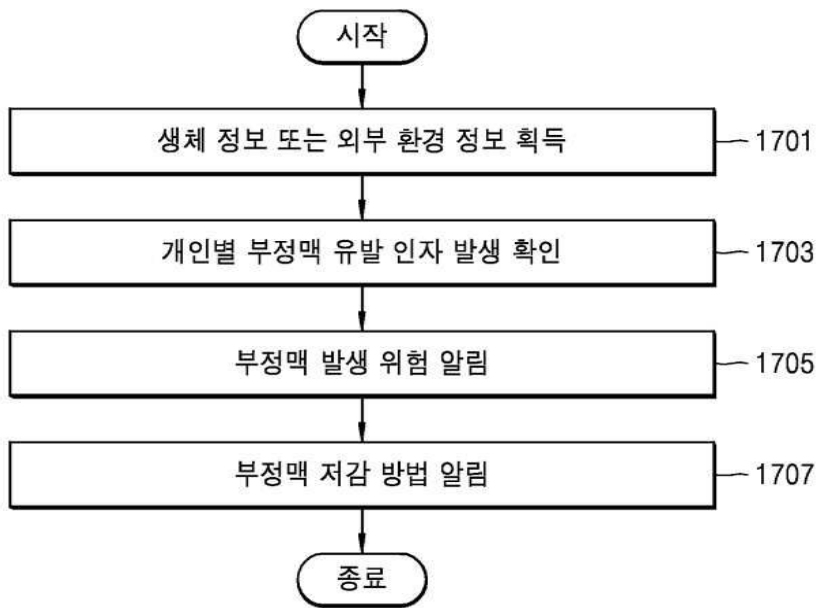 시작
생체 정보 또는 외부 환경 정보 획득
1701
개인별 부정맥 유발 인자 발생 확인
1703
부정맥 발생 위험 알림
1705
부정맥 저감 방법 알림
1707
종료